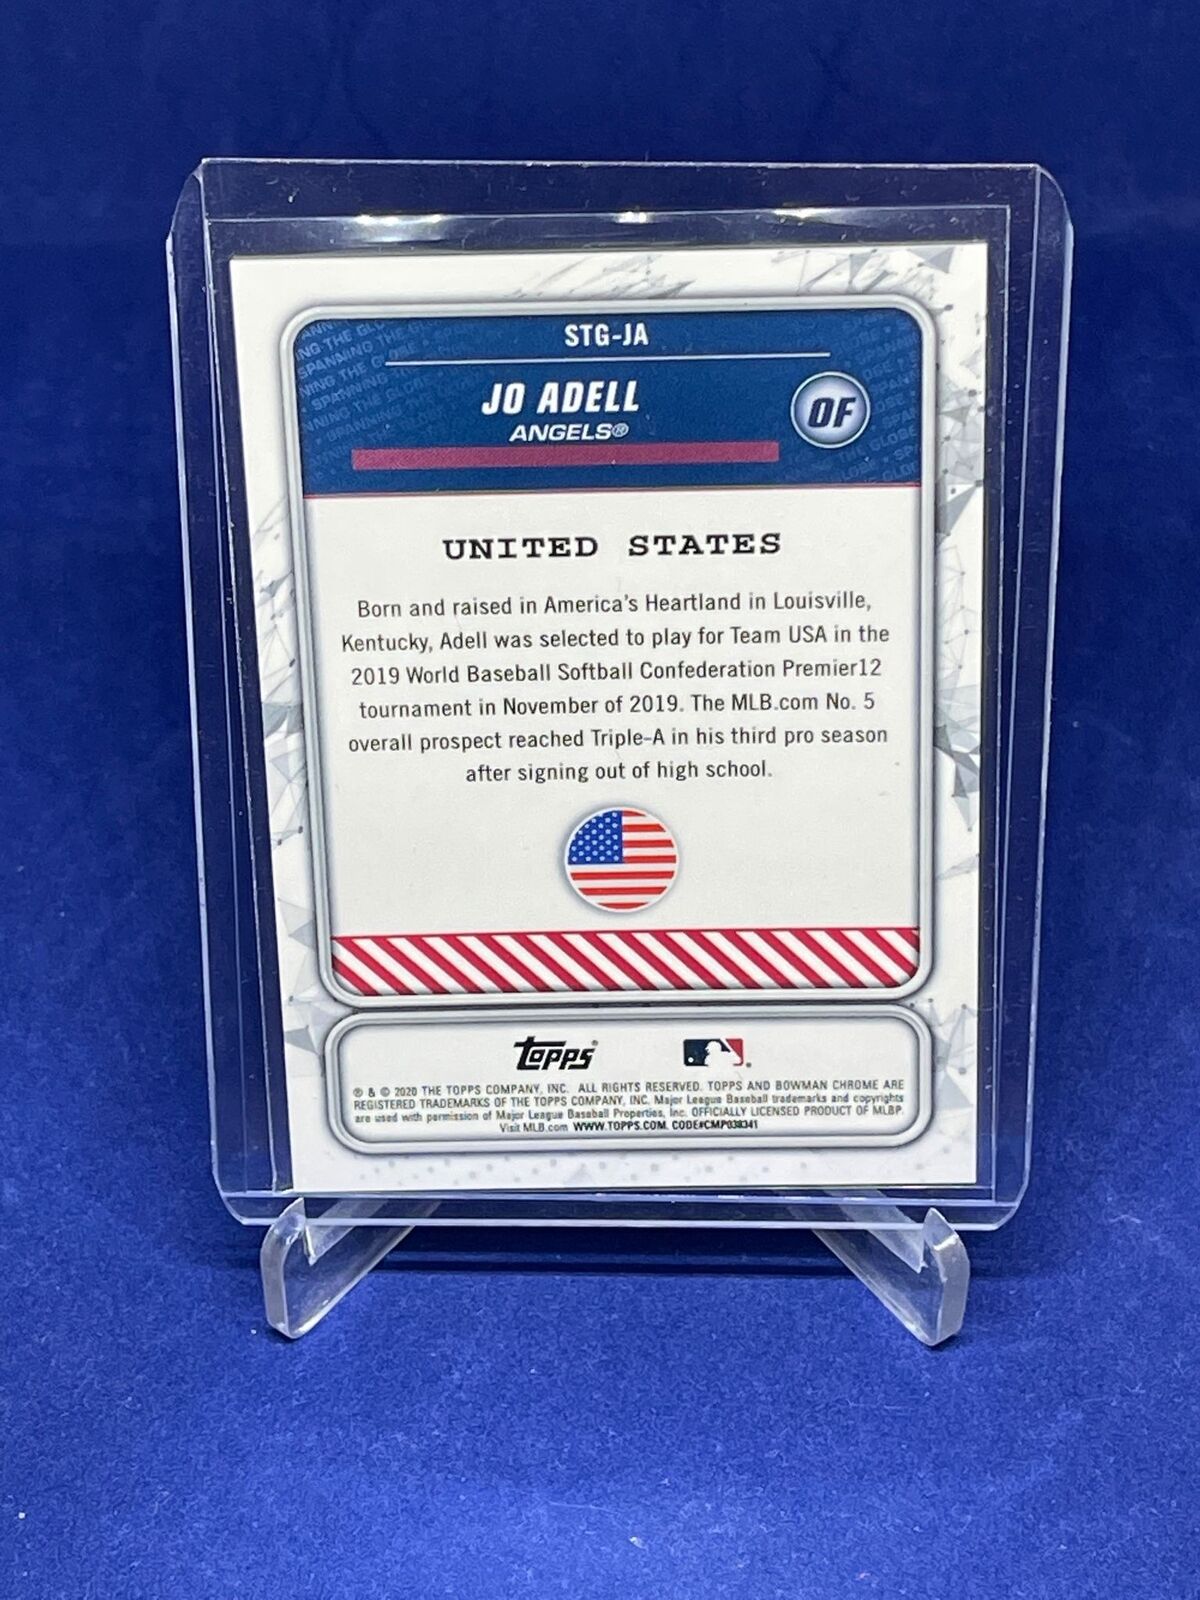 STG-JA
JO ADELL
ANGELS®
OF
SPANNING THE GLOBE
UNITED STATES
Born and raised in America's Heartland in Louisville,
Kentucky, Adell was selected to play for Team USA in the
2019 World Baseball Softball Confederation Premier12
tournament in November of 2019. The MLB.com No. 5
overall prospect reached Triple-A in his third pro season
after signing out of high school.
Topps®
® & © 2020 THE TOPPS COMPANY, INC. ALL RIGHTS RESERVED. TOPPS AND BOWMAN CHROME ARE
REGISTERED TRADEMARKS OF THE TOPPS COMPANY, INC. Major League Baseball trademarks and copyrights
are used with permission of Major League Baseball Properties, Inc. OFFICIALLY LICENSED PRODUCT OF MLBP.
Visit MLB.com WWW.TOPPS.COM. CODE#CMP038341